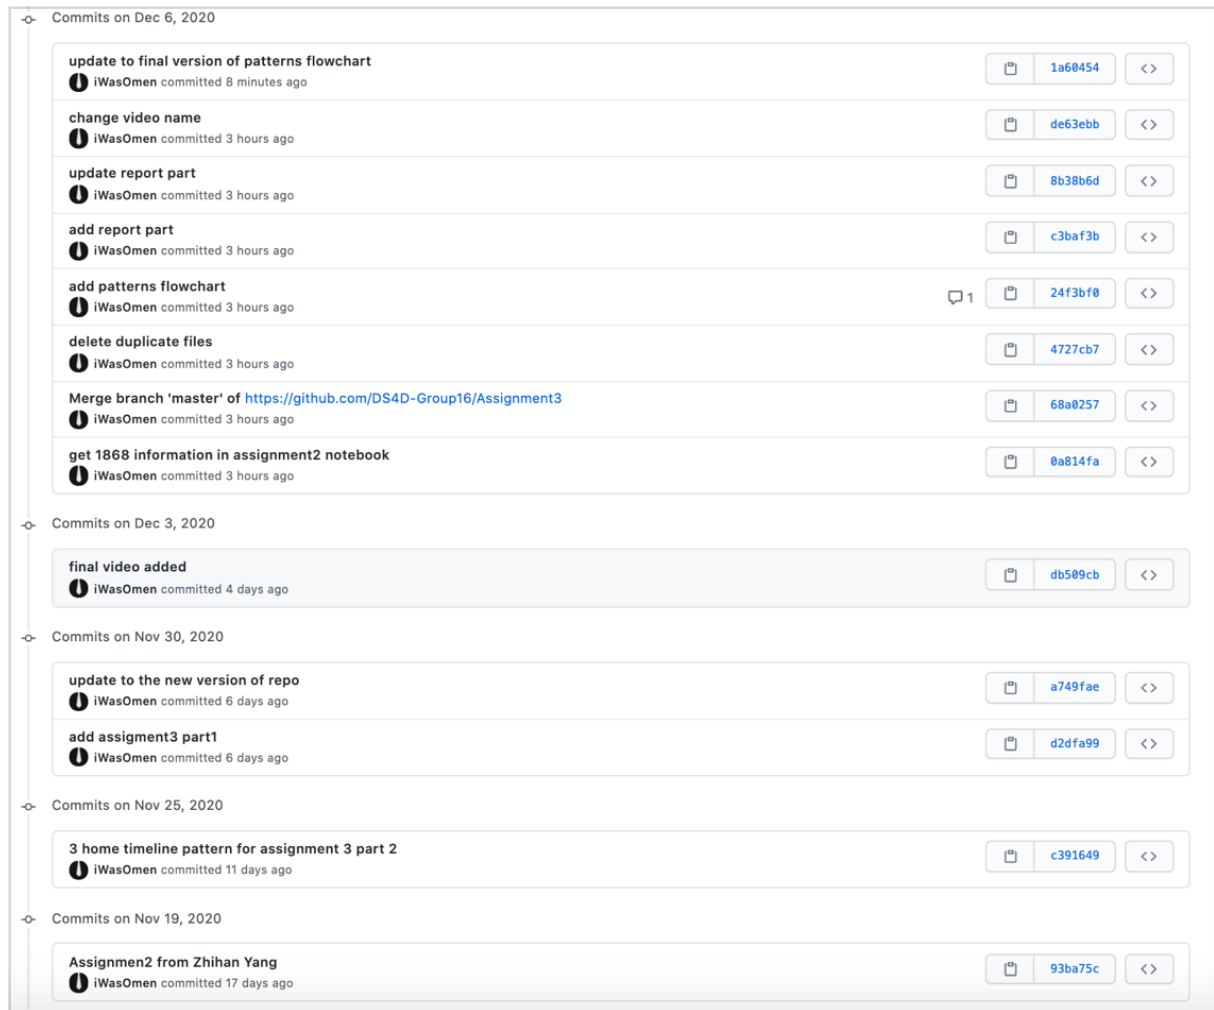 Commits on Dec 6, 2020
update to final version of patterns flowchart
iWasOmen committed 8 minutes ago
1a60454
change video name
iWasOmen committed 3 hours ago
de63ebb
update report part
iWasOmen committed 3 hours ago
8b38b6d
add report part
iWasOmen committed 3 hours ago
c3baf3b
add patterns flowchart
iWasOmen committed 3 hours ago
1
24f3bf0
delete duplicate files
iWasOmen committed 3 hours ago
4727cb7
Merge branch 'master' of https://github.com/DS4D-Group16/Assignment3
iWasOmen committed 3 hours ago
68a0257
get 1868 information in assignment2 notebook
iWasOmen committed 3 hours ago
0a814fa
Commits on Dec 3, 2020
final video added
iWasOmen committed 4 days ago
db509cb
Commits on Nov 30, 2020
update to the new version of repo
iWasOmen committed 6 days ago
a749fae
add assigment3 part1
iWasOmen committed 6 days ago
d2dfa99
Commits on Nov 25, 2020
3 home timeline pattern for assignment 3 part 2
iWasOmen committed 11 days ago
c391649
Commits on Nov 19, 2020
Assignmen2 from Zhihan Yang
iWasOmen committed 17 days ago
93ba75c